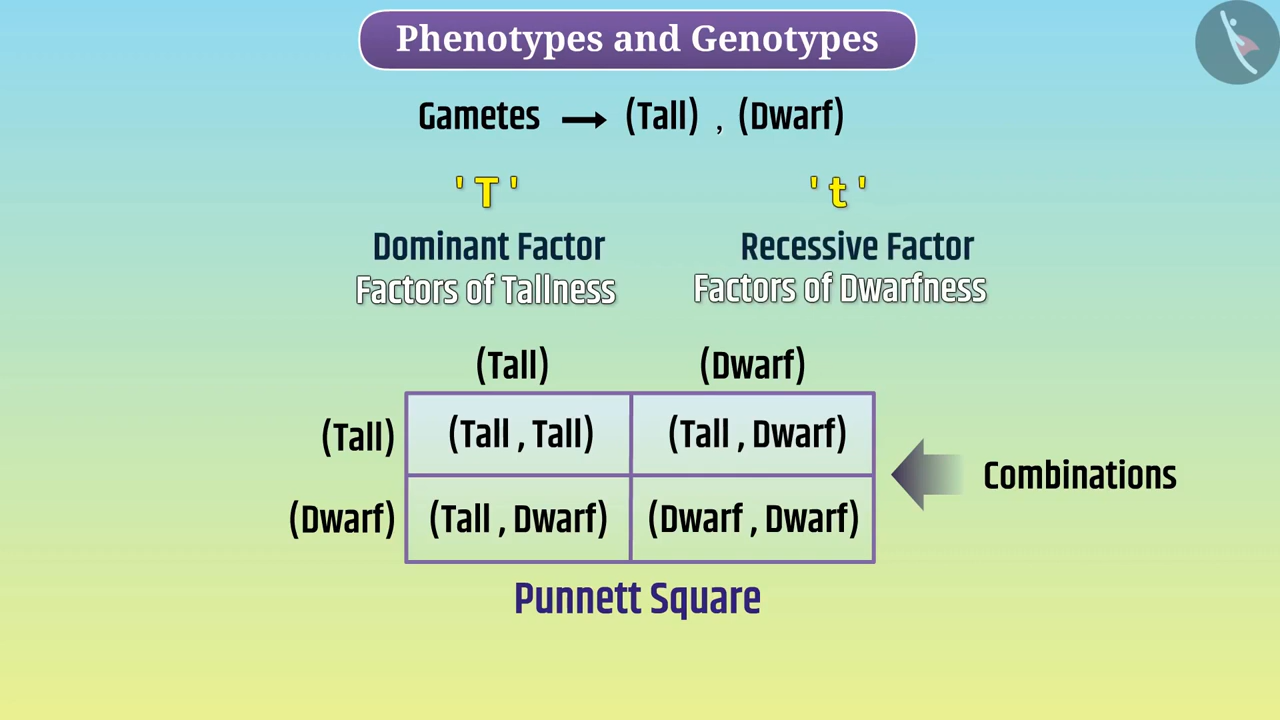 Phenotypes and Genotypes
Gametes → (Tall) , (Dwarf)
' T ' ' t '
Dominant Factor Recessive Factor
Factors of Tallness Factors of Dwarfness
(Tall) (Dwarf)
(Tall) (Tall , Tall) (Tall , Dwarf)
Combinations
(Dwarf) (Tall , Dwarf) (Dwarf , Dwarf)
Punnett Square